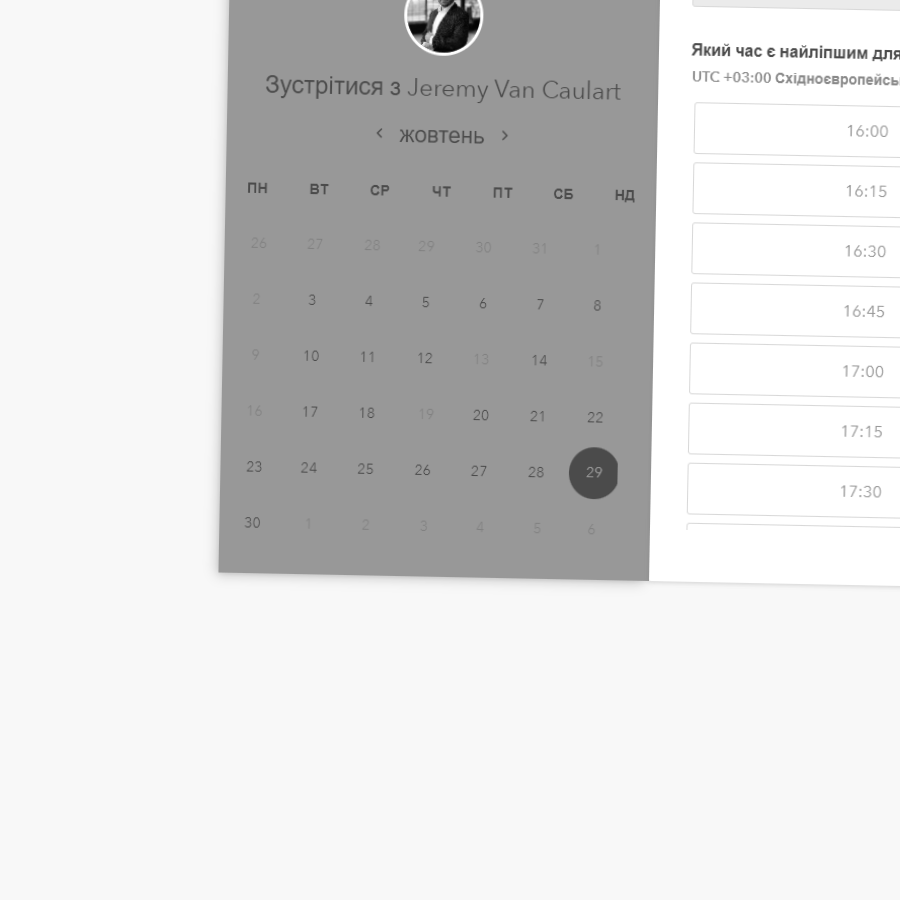 Зустрітися з Jeremy Van Caulart
жовтень
ПН ВТ СР ЧТ ПТ СБ НД
26 27 28 29 30 31 1
2 3 4 5 6 7 8
9 10 11 12 13 14 15
16 17 18 19 20 21 22
23 24 25 26 27 28 29
30 1 2 3 4 5 6
Який час є найліпшим для
UTC +03:00
16:00
16:15
16:30
16:45
17:00
17:15
17:30